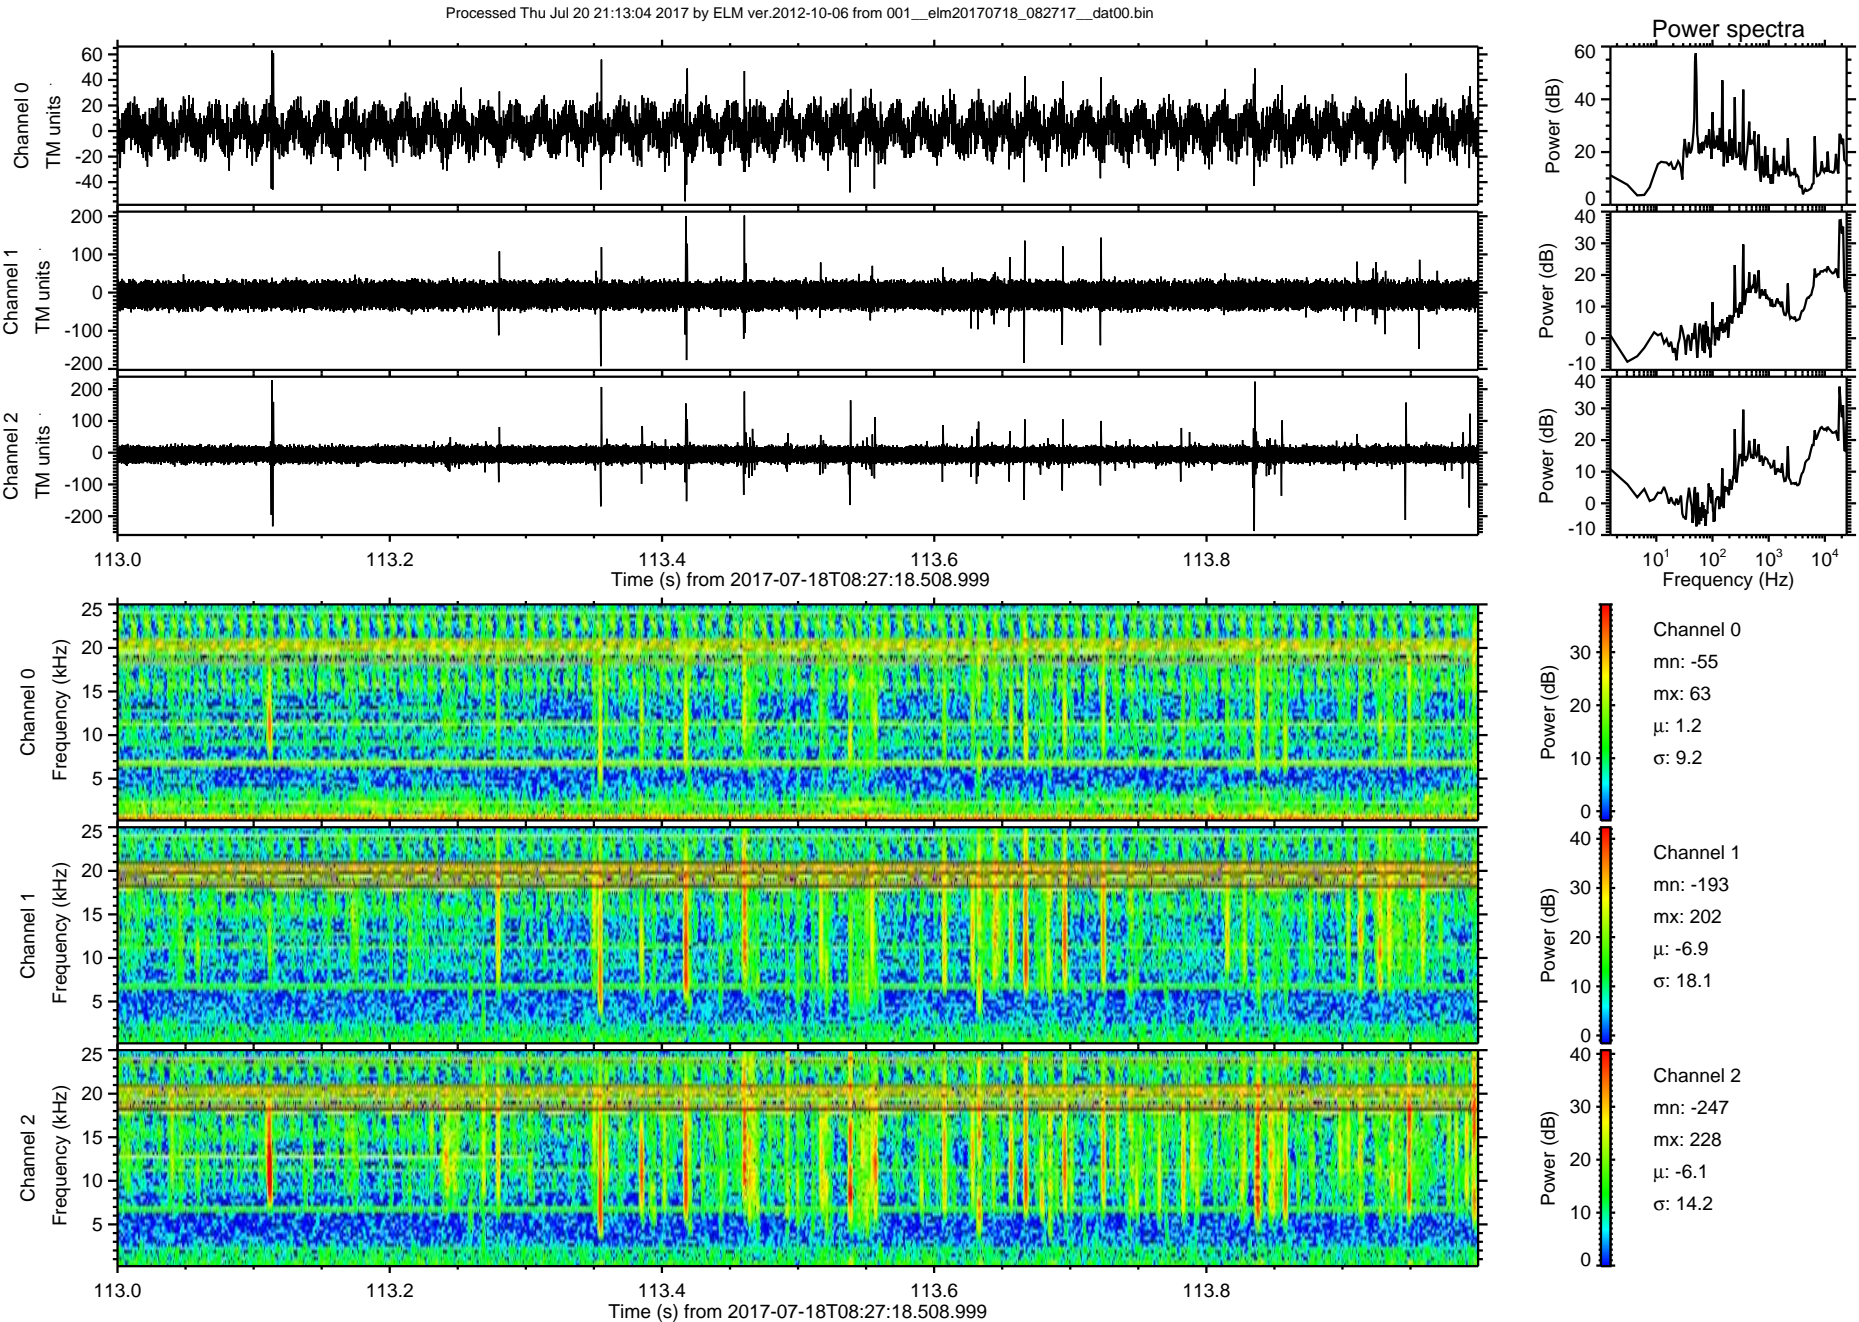 Processed Thu Jul 20 21:13:04 2017 by ELM ver.2012-10-06 from 001__elm20170718_082717__dat00.bin
Power spectra
Channel 0
TM units
60
40
20
0
-20
-40
Power (dB)
60
40
20
0
Channel 1
TM units
200
100
0
-100
-200
Power (dB)
40
30
20
10
0
-10
Channel 2
TM units
200
100
0
-100
-200
Power (dB)
40
30
20
10
0
-10
113.0 113.2 113.4 113.6 113.8
Time (s) from 2017-07-18T08:27:18.508.999
10^1 10^2 10^3 10^4
Frequency (Hz)
Channel 0
Frequency (kHz)
25
20
15
10
5
Power (dB)
30
20
10
0
Channel 0
mn: -55
mx: 63
μ: 1.2
σ: 9.2
Channel 1
Frequency (kHz)
25
20
15
10
5
Power (dB)
40
30
20
10
0
Channel 1
mn: -193
mx: 202
μ: -6.9
σ: 18.1
Channel 2
Frequency (kHz)
25
20
15
10
5
Power (dB)
40
30
20
10
0
Channel 2
mn: -247
mx: 228
μ: -6.1
σ: 14.2
113.0 113.2 113.4 113.6 113.8
Time (s) from 2017-07-18T08:27:18.508.999